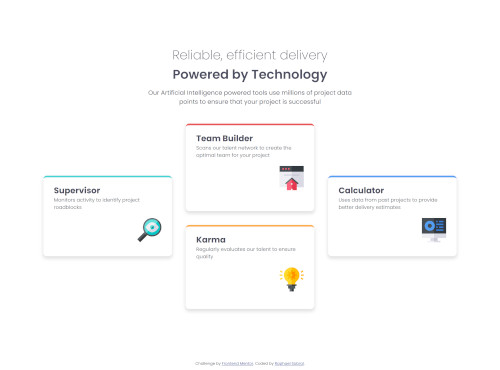 Reliable, efficient delivery
Powered by Technology
Our Artificial Intelligence powered tools use millions of project data
points to ensure that your project is successful
Team Builder
Scans our talent network to create the
optimal team for your project
Supervisor
Monitors activity to identify project
roadblocks
Calculator
Uses data from past projects to provide
better delivery estimates
Karma
Regularly evaluates our talent to ensure
quality
Challenge by Frontend Mentor. Coded by